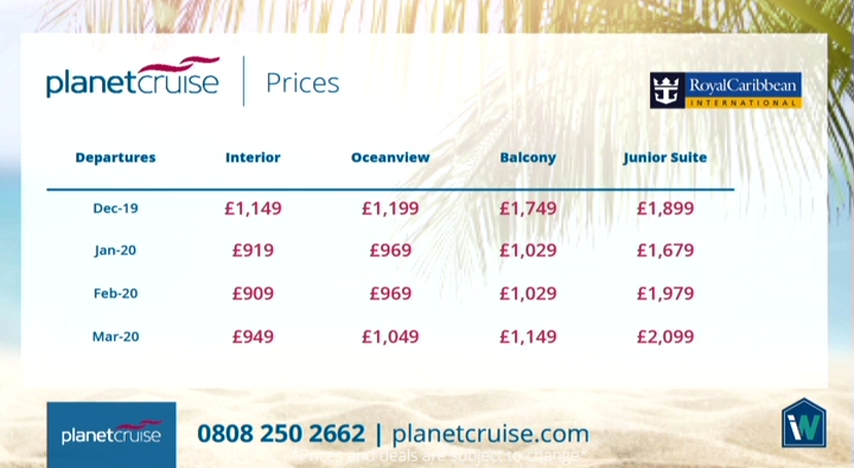 planetcruise | Prices
RoyalCaribbean
INTERNATIONAL
Departures Interior Oceanview Balcony Junior Suite
Dec-19 £1,149 £1,199 £1,749 £1,899
Jan-20 £919 £969 £1,029 £1,679
Feb-20 £909 £969 £1,029 £1,979
Mar-20 £949 £1,049 £1,149 £2,099
planetcruise 0808 250 2662 | planetcruise.com
*Prices and deals are subject to change*
iW